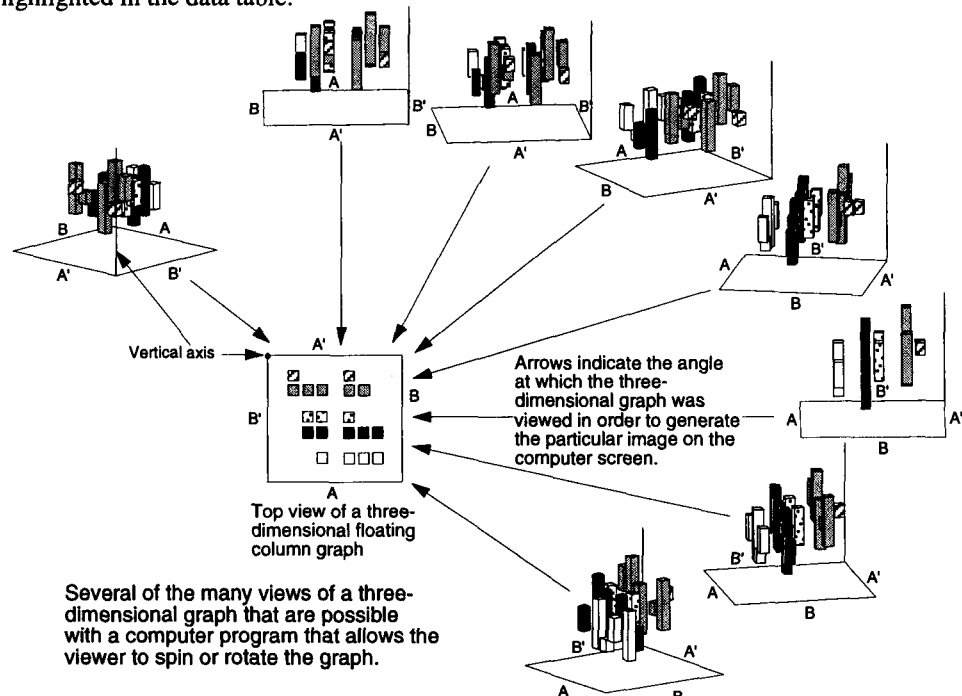 highlighted in the data table.
A
B
B'
A'
A
B
B'
A'
A
B'
B
A'
B
A
A'
B'
A
B'
A'
B
Vertical axis
A'
B'
B
A
Arrows indicate the angle
at which the three-
dimensional graph was
viewed in order to generate
the particular image on the
computer screen.
B'
A
A'
B
Top view of a three-
dimensional floating
column graph
B'
A
A'
B
Several of the many views of a three-
dimensional graph that are possible
with a computer program that allows the
viewer to spin or rotate the graph.
B'
A'
A
B